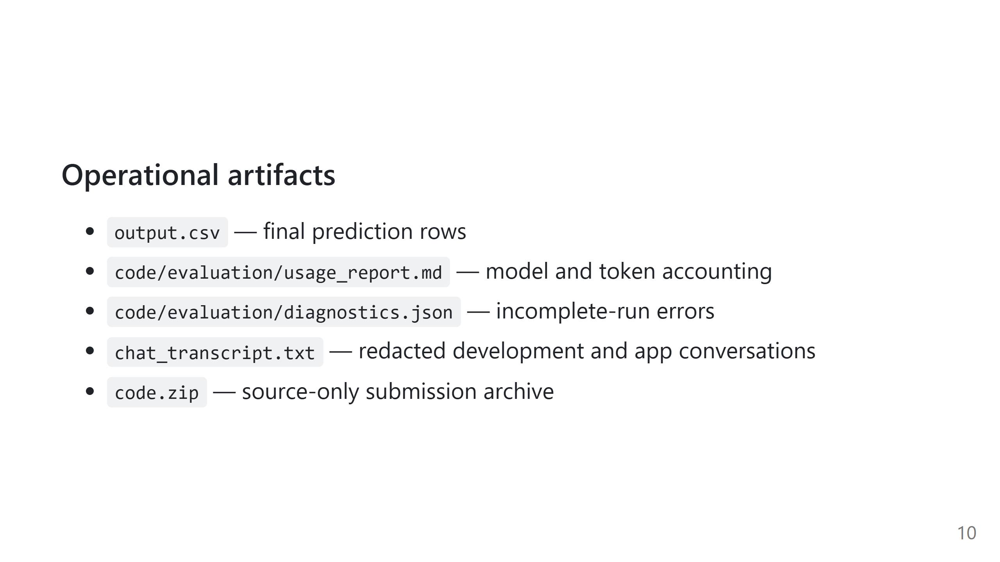 Operational artifacts
• output.csv — final prediction rows
• code/evaluation/usage_report.md — model and token accounting
• code/evaluation/diagnostics.json — incomplete-run errors
• chat_transcript.txt — redacted development and app conversations
• code.zip — source-only submission archive
10